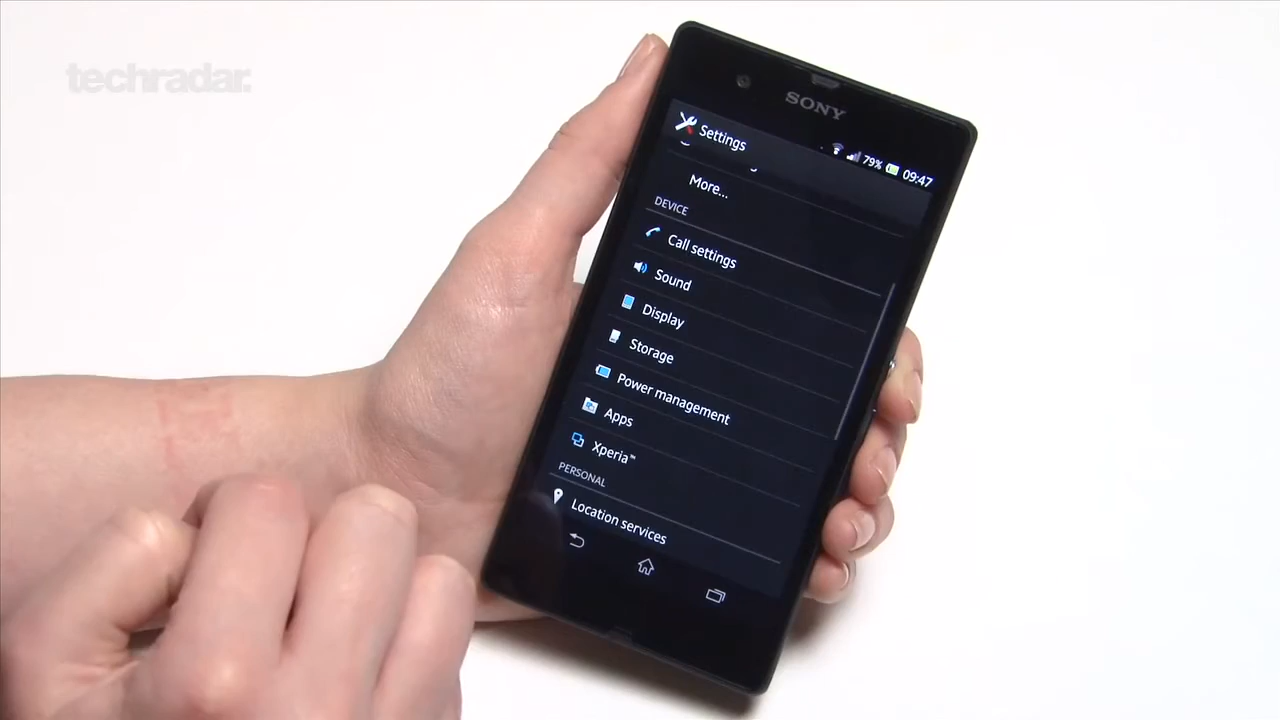 techradar.
SONY
Settings
79% 09:47
More...
DEVICE
Call settings
Sound
Display
Storage
Power management
Apps
Xperia™
PERSONAL
Location services